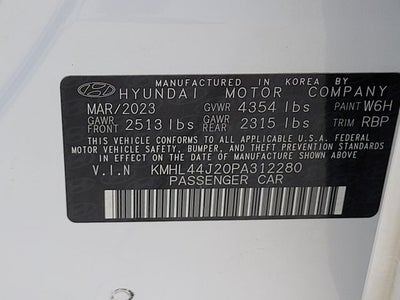 MANUFACTURED IN KOREA BY
HYUNDAI MOTOR COMPANY
MAR/2023 GVWR 4354 lbs PAINT W6H
GAWR FRONT 2513 lbs GAWR REAR 2315 lbs TRIM RBP
THIS VEHICLE CONFORMS TO ALL APPLICABLE U.S.A. FEDERAL
MOTOR VEHICLE SAFETY, BUMPER, AND THEFT PREVENTION
STANDARDS IN EFFECT ON THE DATE OF MANUFACTURE SHOWN ABOVE.
V.I.N KMHL44J20PA312280
PASSENGER CAR